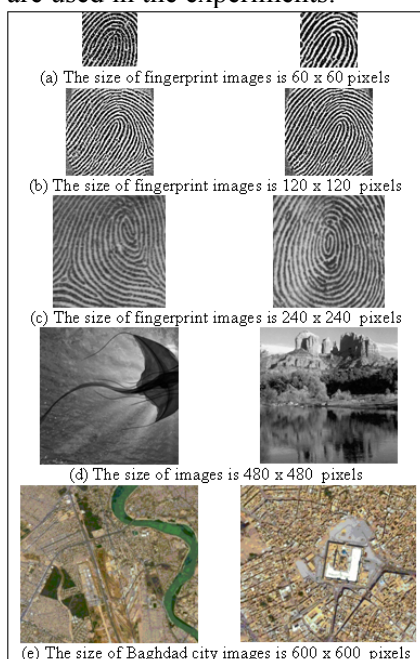 are used in the experiments.
(a) The size of fingerprint images is 60 x 60 pixels
(b) The size of fingerprint images is 120 x 120 pixels
(c) The size of fingerprint images is 240 x 240 pixels
(d) The size of images is 480 x 480 pixels
(e) The size of Baghdad city images is 600 x 600 pixels